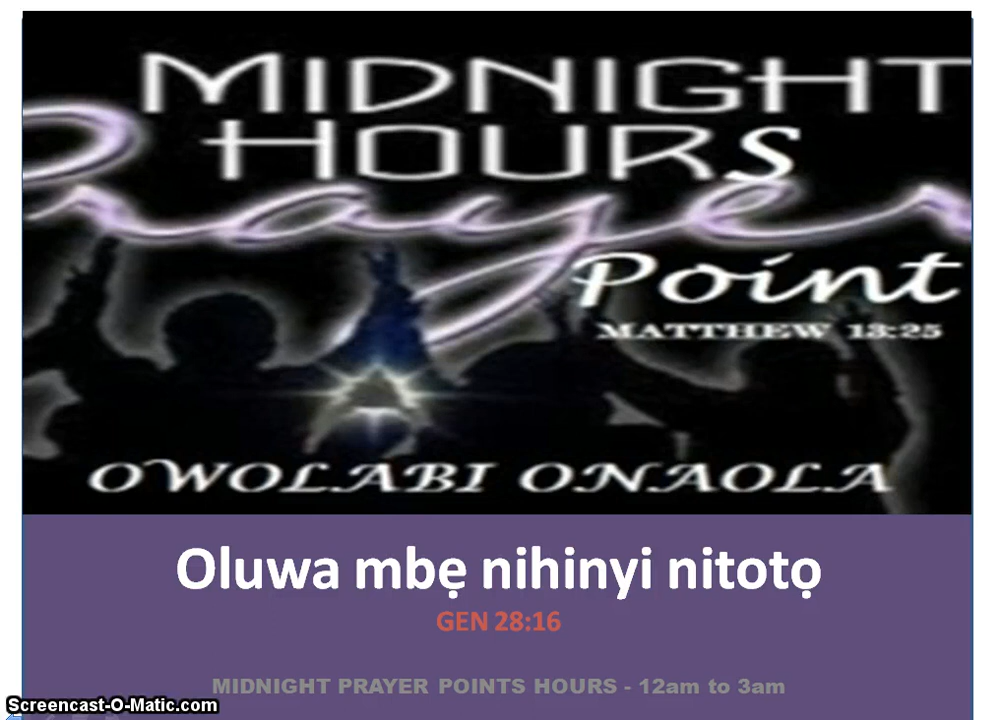 MIDNIGHT
HOURS
Prayer
Point
MATTHEW 13:25
OWOLABI ONAOLA
Oluwa mbẹ nihinyi nitotọ
GEN 28:16
MIDNIGHT PRAYER POINTS HOURS - 12am to 3am
Screencast-O-Matic.com